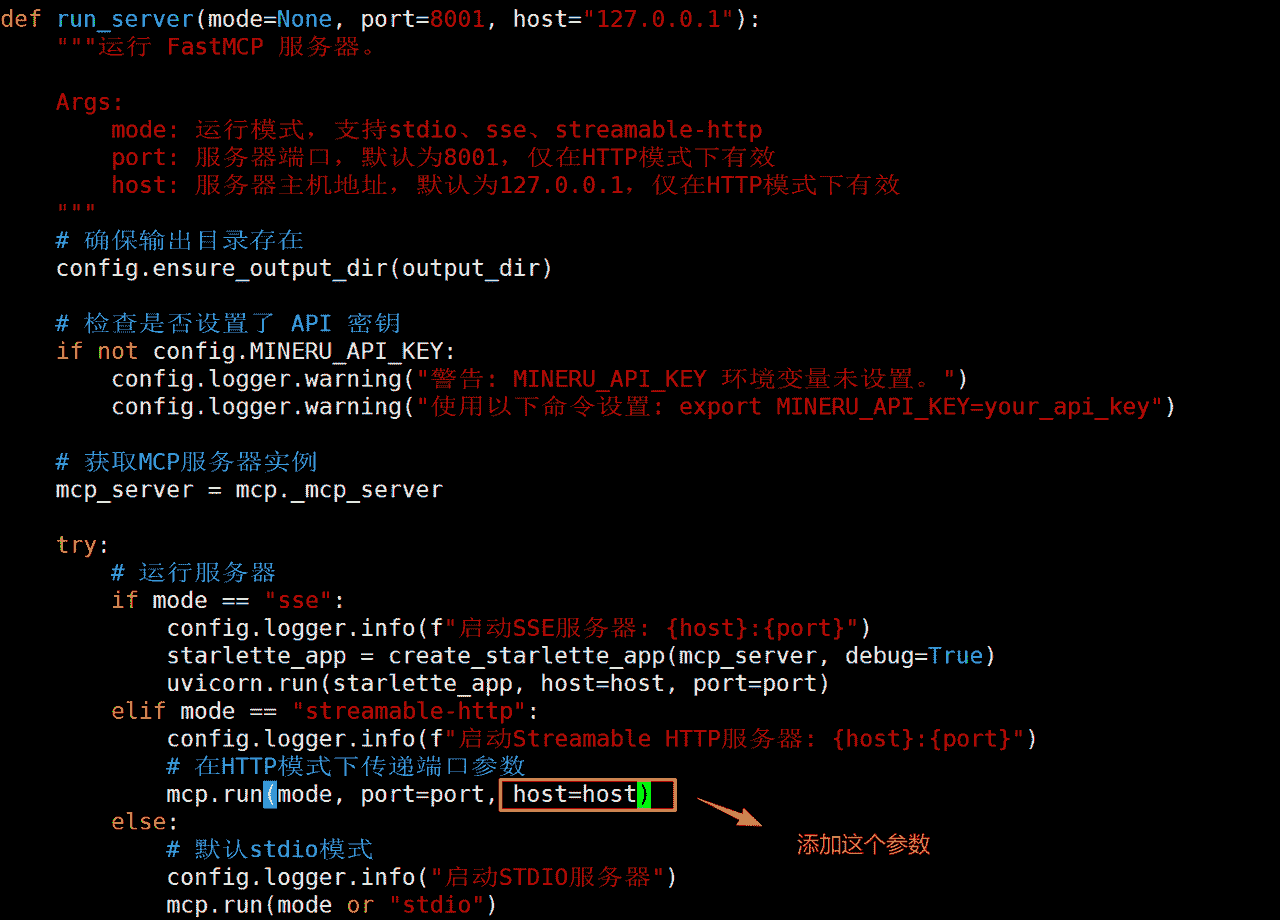 def run_server(mode=None, port=8001, host="127.0.0.1"):
    """运行 FastMCP 服务器。

    Args:
        mode: 运行模式，支持stdio、sse、streamable-http
        port: 服务器端口，默认为8001，仅在HTTP模式下有效
        host: 服务器主机地址，默认为127.0.0.1，仅在HTTP模式下有效
    """
    # 确保输出目录存在
    config.ensure_output_dir(output_dir)

    # 检查是否设置了 API 密钥
    if not config.MINERU_API_KEY:
        config.logger.warning("警告: MINERU_API_KEY 环境变量未设置。")
        config.logger.warning("使用以下命令设置: export MINERU_API_KEY=your_api_key")

    # 获取MCP服务器实例
    mcp_server = mcp._mcp_server

    try:
        # 运行服务器
        if mode == "sse":
            config.logger.info(f"启动SSE服务器: {host}:{port}")
            starlette_app = create_starlette_app(mcp_server, debug=True)
            uvicorn.run(starlette_app, host=host, port=port)
        elif mode == "streamable-http":
            config.logger.info(f"启动Streamable HTTP服务器: {host}:{port}")
            # 在HTTP模式下传递端口参数
            mcp.run(mode, port=port, host=host)
        else:
添加这个参数
            # 默认stdio模式
            config.logger.info("启动STDIO服务器")
            mcp.run(mode or "stdio")